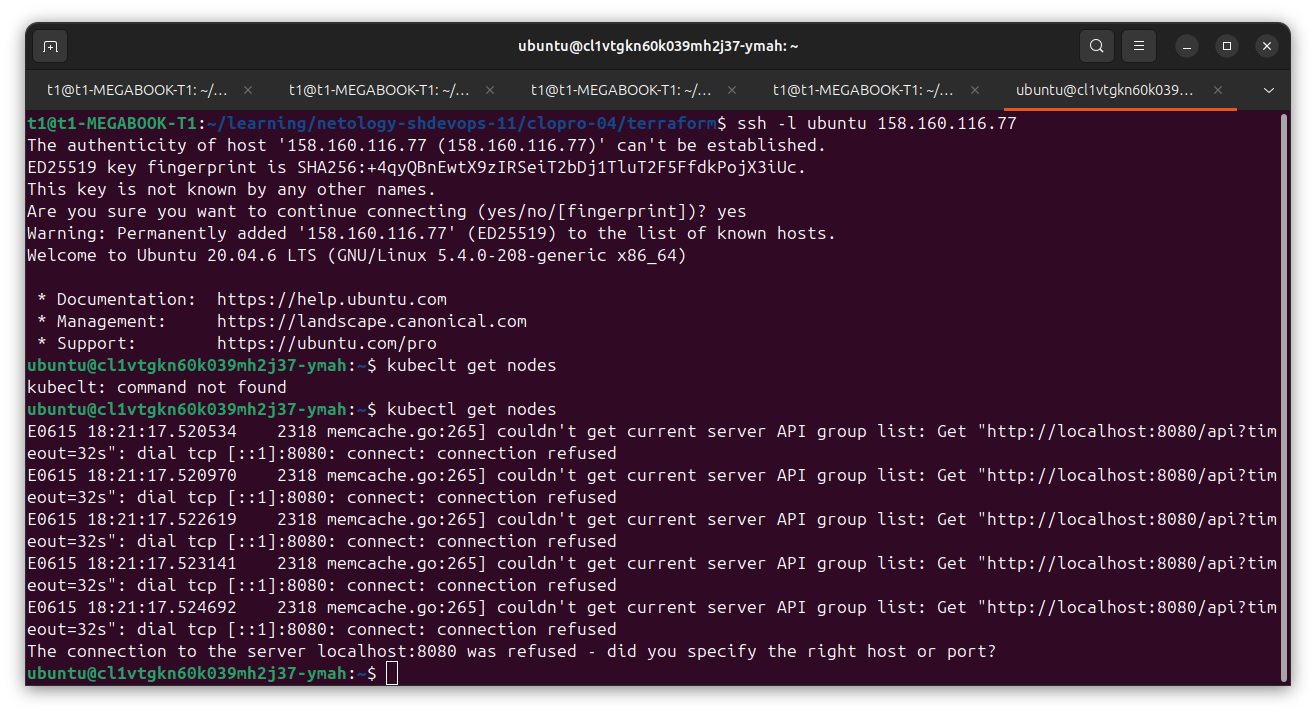 ubuntu@cl1vtgkn60k039mh2j37-ymah: ~
t1@t1-MEGABOOK-T1: ~/... t1@t1-MEGABOOK-T1: ~/... t1@t1-MEGABOOK-T1: ~/... t1@t1-MEGABOOK-T1: ~/... ubuntu@cl1vtgkn60k039...
t1@t1-MEGABOOK-T1:~/learning/netology-shdevops-11/clopro-04/terraform$ ssh -l ubuntu 158.160.116.77
The authenticity of host '158.160.116.77 (158.160.116.77)' can't be established.
ED25519 key fingerprint is SHA256:+4qyQBnEwtX9zIRSeiT2bDj1TluT2F5FfdkPojX3iUc.
This key is not known by any other names.
Are you sure you want to continue connecting (yes/no/[fingerprint])? yes
Warning: Permanently added '158.160.116.77' (ED25519) to the list of known hosts.
Welcome to Ubuntu 20.04.6 LTS (GNU/Linux 5.4.0-208-generic x86_64)
* Documentation:  https://help.ubuntu.com
* Management:     https://landscape.canonical.com
* Support:        https://ubuntu.com/pro
ubuntu@cl1vtgkn60k039mh2j37-ymah:~$ kubeclt get nodes
kubeclt: command not found
ubuntu@cl1vtgkn60k039mh2j37-ymah:~$ kubectl get nodes
E0615 18:21:17.520534    2318 memcache.go:265] couldn't get current server API group list: Get "http://localhost:8080/api?tim
eout=32s": dial tcp [::1]:8080: connect: connection refused
E0615 18:21:17.520970    2318 memcache.go:265] couldn't get current server API group list: Get "http://localhost:8080/api?tim
eout=32s": dial tcp [::1]:8080: connect: connection refused
E0615 18:21:17.522619    2318 memcache.go:265] couldn't get current server API group list: Get "http://localhost:8080/api?tim
eout=32s": dial tcp [::1]:8080: connect: connection refused
E0615 18:21:17.523141    2318 memcache.go:265] couldn't get current server API group list: Get "http://localhost:8080/api?tim
eout=32s": dial tcp [::1]:8080: connect: connection refused
E0615 18:21:17.524692    2318 memcache.go:265] couldn't get current server API group list: Get "http://localhost:8080/api?tim
eout=32s": dial tcp [::1]:8080: connect: connection refused
The connection to the server localhost:8080 was refused - did you specify the right host or port?
ubuntu@cl1vtgkn60k039mh2j37-ymah:~$